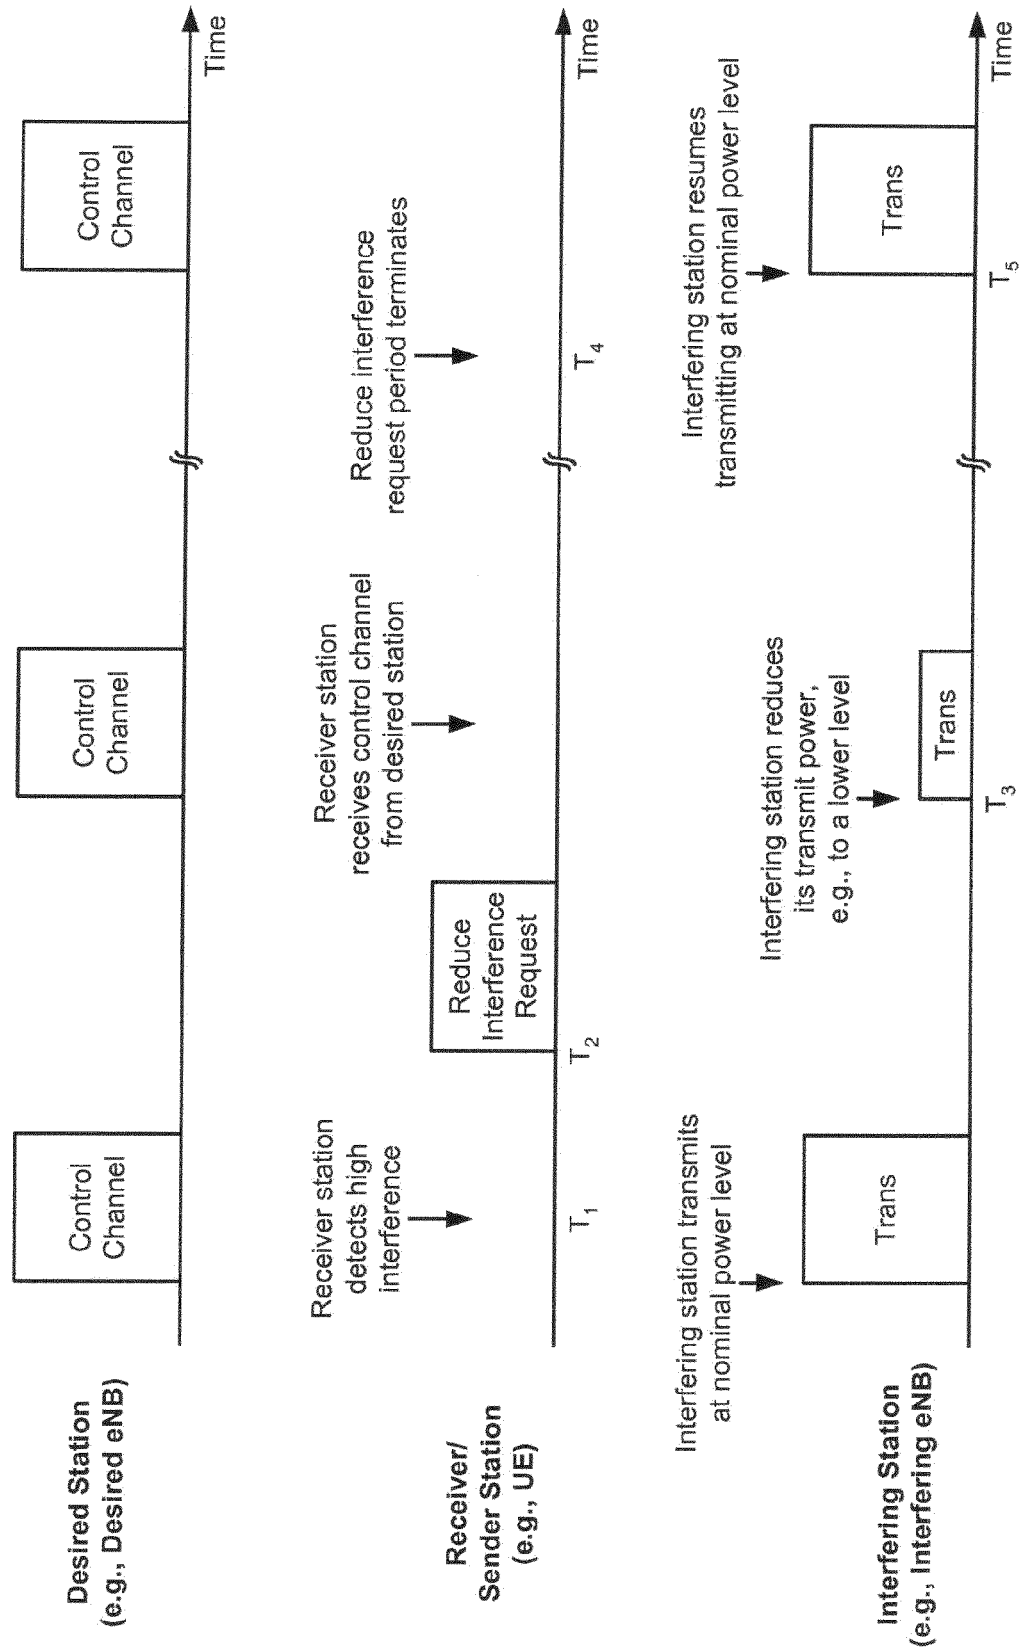 Desired Station
(e.g., Desired eNB)
Control
Channel
Control
Channel
Control
Channel
Time
Receiver/
Sender Station
(e.g., UE)
Receiver station
detects high
interference
T1
Reduce
Interference
Request
T2
Receiver station
receives control channel
from desired station
Reduce interference
request period terminates
T4
Time
Interfering Station
(e.g., Interfering eNB)
Interfering station transmits
at nominal power level
Trans
Interfering station reduces
its transmit power,
e.g., to a lower level
Trans
T3
Interfering station resumes
transmitting at nominal power level
Trans
T5
Time